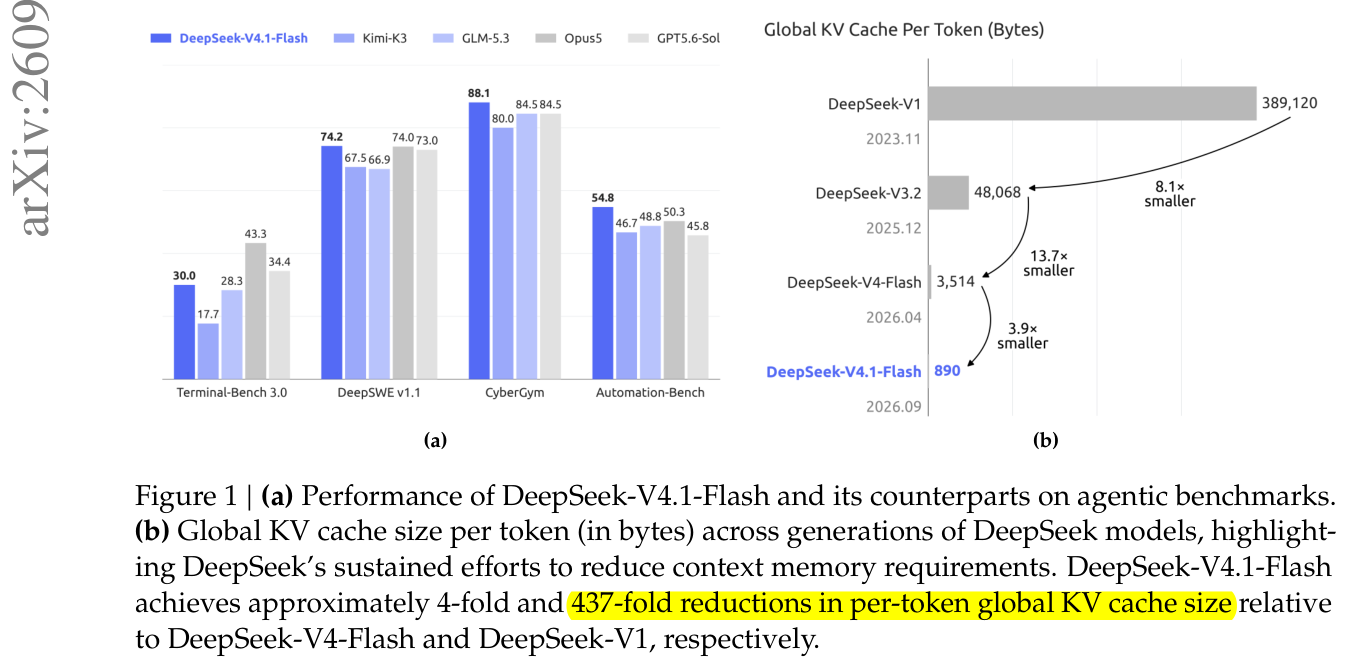 arXiv:2609
DeepSeek-V4.1-Flash Kimi-K3 GLM-5.3 Opus5 GPT5.6-Sol
30.0 17.7 28.3 43.3 34.4
74.2 67.5 66.9 74.0 73.0
88.1 80.0 84.5 84.5
54.8 46.7 48.8 50.3 45.8
Terminal-Bench 3.0 DeepSWE v1.1 CyberGym Automation-Bench
(a)
Global KV Cache Per Token (Bytes)
DeepSeek-V1 389,120
2023.11
8.1×
smaller
DeepSeek-V3.2 48,068
2025.12
13.7×
smaller
DeepSeek-V4-Flash 3,514
2026.04
3.9×
smaller
DeepSeek-V4.1-Flash 890
2026.09
(b)
Figure 1 | (a) Performance of DeepSeek-V4.1-Flash and its counterparts on agentic benchmarks.
(b) Global KV cache size per token (in bytes) across generations of DeepSeek models, highlight-
ing DeepSeek's sustained efforts to reduce context memory requirements. DeepSeek-V4.1-Flash
achieves approximately 4-fold and 437-fold reductions in per-token global KV cache size relative
to DeepSeek-V4-Flash and DeepSeek-V1, respectively.